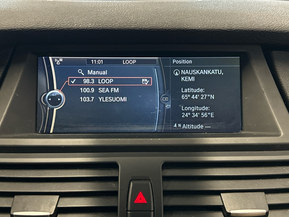 11:01 LOOP
Manual
98.3 LOOP
100.9 SEA FM
103.7 YLESUOMI
Position
NAUSKANKATU,
KEMI
Latitude:
65° 44' 27"N
Longitude:
24° 34' 56"E
Altitude ---